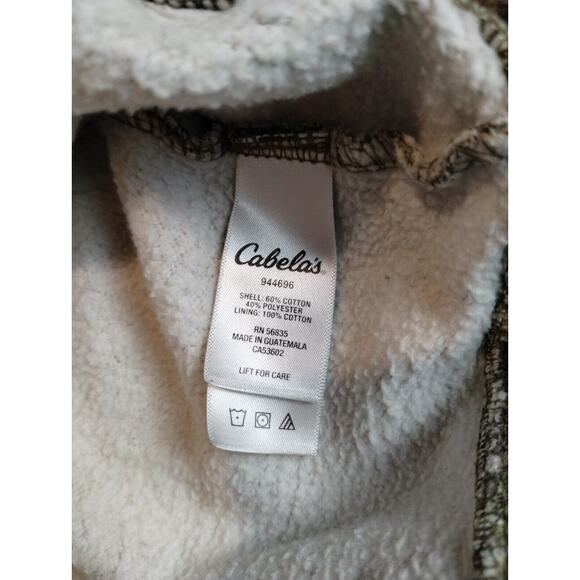 Cabela's
944696
SHELL: 60% COTTON
40% POLYESTER
LINING: 100% COTTON
RN 56835
MADE IN GUATEMALA
CA53602
LIFT FOR CARE